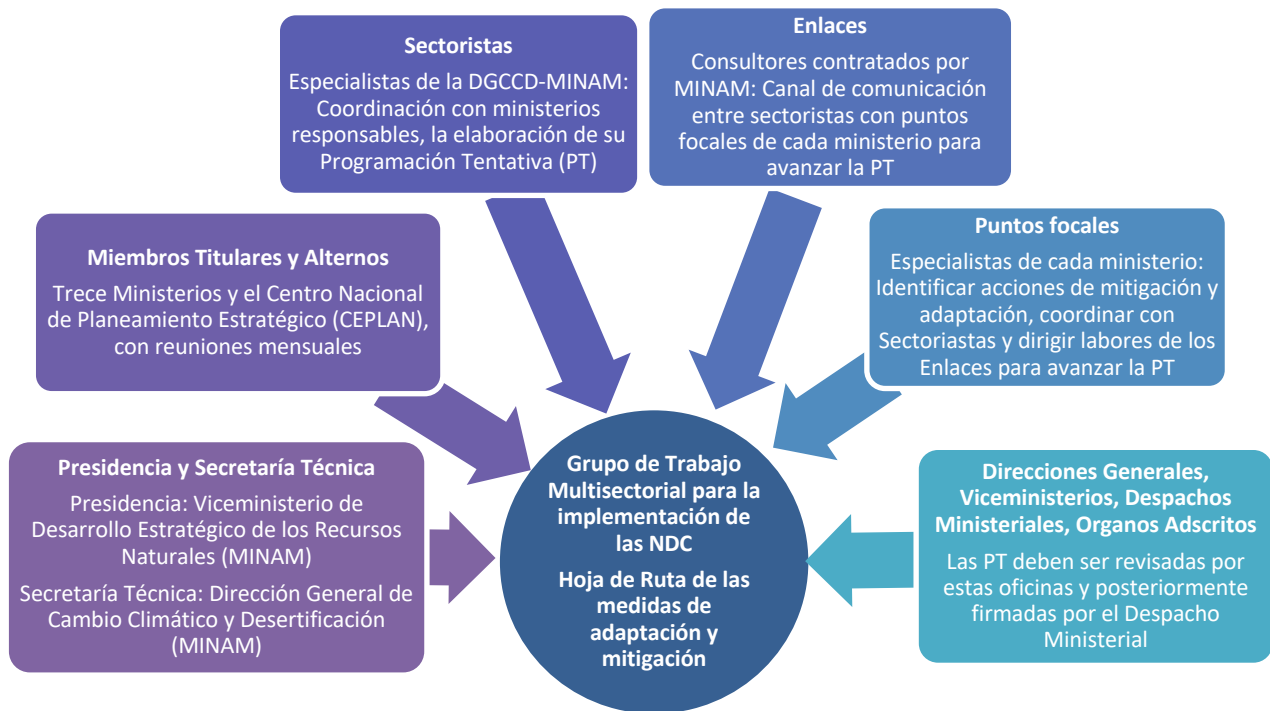 Sectoristas
Especialistas de la DGCCD-MINAM:
Coordinación con ministerios
responsables, la elaboración de su
Programación Tentativa (PT)
Enlaces
Consultores contratados por
MINAM: Canal de comunicación
entre sectoristas con puntos
focales de cada ministerio para
avanzar la PT
Miembros Titulares y Alternos
Trece Ministerios y el Centro Nacional
de Planeamiento Estratégico (CEPLAN),
con reuniones mensuales
Puntos focales
Especialistas de cada ministerio:
Identificar acciones de mitigación y
adaptación, coordinar con
Sectoriastas y dirigir labores de los
Enlaces para avanzar la PT
Presidencia y Secretaría Técnica
Presidencia: Viceministerio de
Desarrollo Estratégico de los Recursos
Naturales (MINAM)
Secretaría Técnica: Dirección General de
Cambio Climático y Desertificación
(MINAM)
Grupo de Trabajo
Multisectorial para la
implementación de
las NDC
Hoja de Ruta de las
medidas de
adaptación y
mitigación
Direcciones Generales,
Viceministerios, Despachos
Ministeriales, Organos Adscritos
Las PT deben ser revisadas por
estas oficinas y posteriormente
firmadas por el Despacho
Ministerial